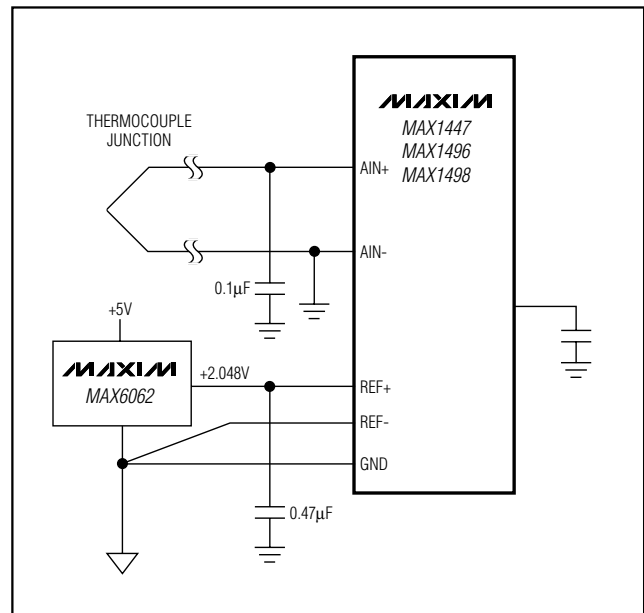 MAXIM
MAX1447
MAX1496
MAX1498
THERMOCOUPLE
JUNCTION
AIN+
AIN-
0.1µF
+5V
MAXIM
MAX6062
+2.048V
REF+
REF-
GND
0.47µF